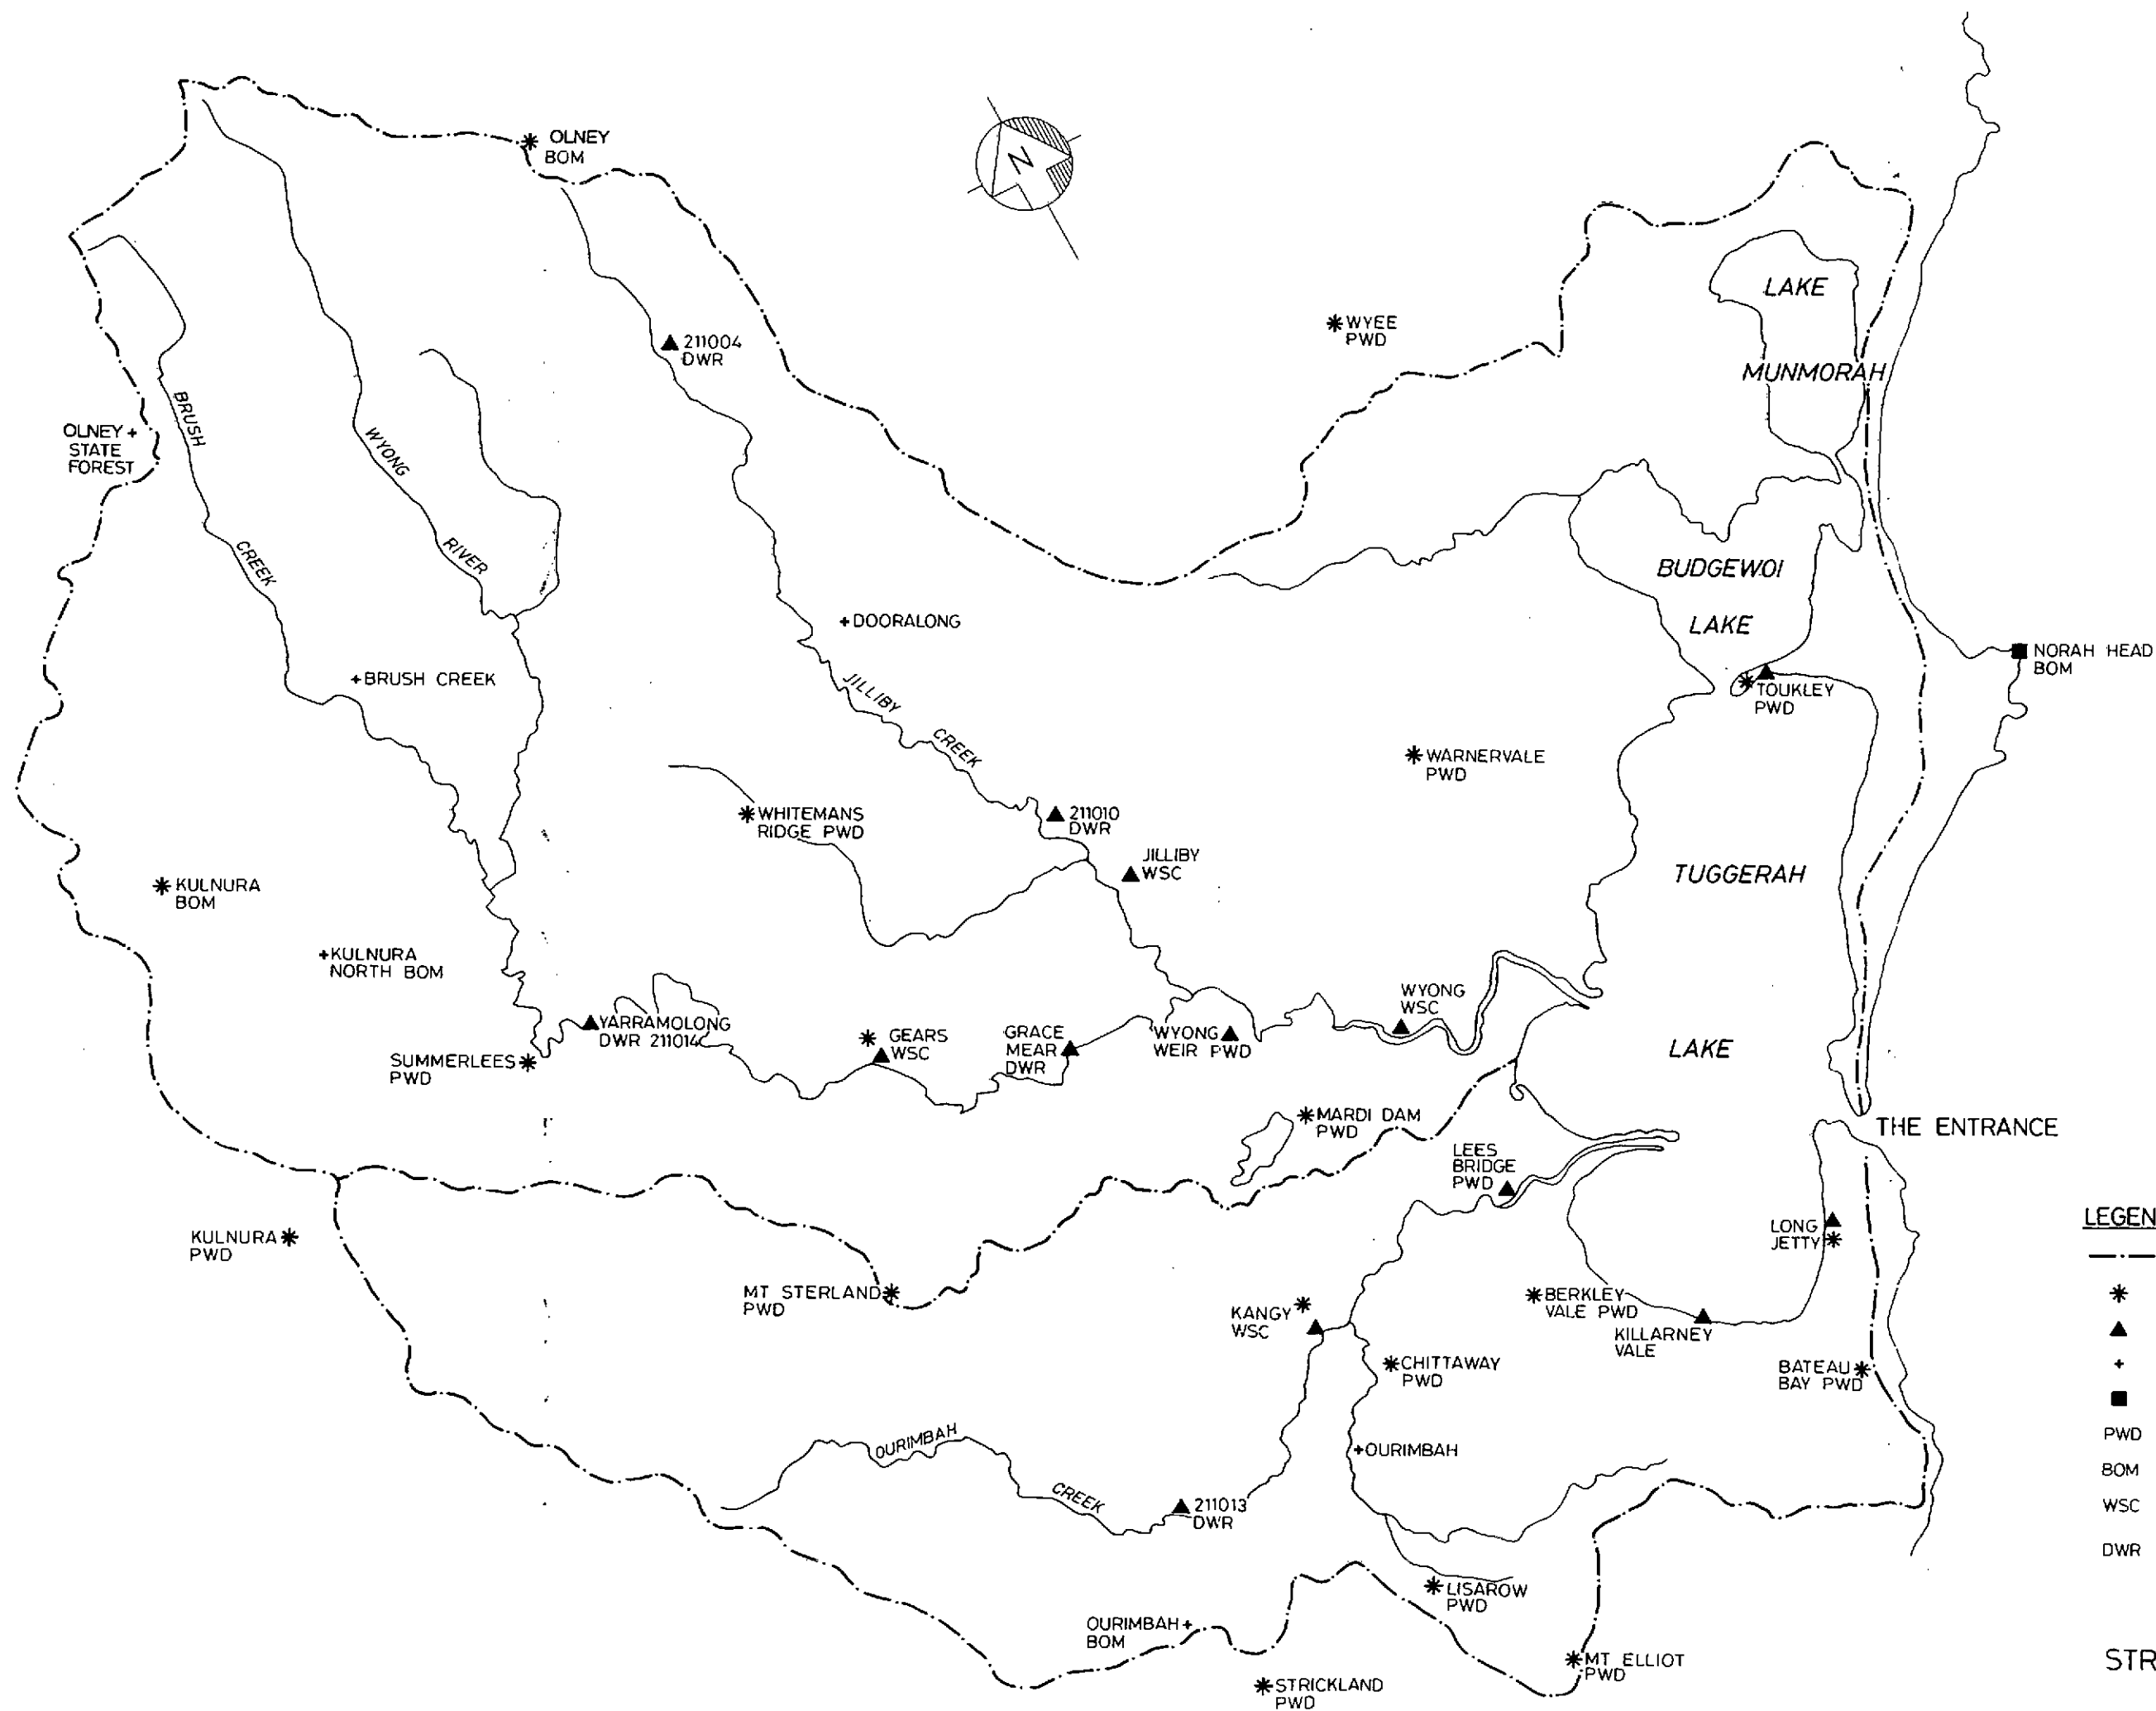 OLNEY
BOM
N
LAKE
MUNMORAH
211004
DWR
WYEE
PWD
OLNEY
STATE
FOREST
BRUSH
CREEK
WYONG
RIVER
BUDGEWOI
LAKE
DOORALONG
NORAH HEAD
BOM
BRUSH CREEK
JILLIBY
CREEK
TOUKLEY
PWD
WARNERVALE
PWD
WHITEMANS
RIDGE PWD
211010
DWR
JILLIBY
WSC
TUGGERAH
LAKE
KULNURA
BOM
KULNURA
NORTH BOM
WYONG
WSC
YARRAMOLONG
DWR 211014
GEARS
WSC
GRACE
MEAR
DWR
WYONG
WEIR PWD
SUMMERLEES
PWD
MARDI DAM
PWD
THE ENTRANCE
LEES
BRIDGE
PWD
KULNURA
PWD
LONG
JETTY
MT STERLAND
PWD
KANGY
WSC
BERKLEY
VALE PWD
KILLARNEY
VALE
CHITTAWAY
PWD
BATEAU
BAY PWD
OURIMBAH
CREEK
OURIMBAH
211013
DWR
LISAROW
PWD
OURIMBAH
BOM
MT ELLIOT
PWD
STRICKLAND
PWD
LEGEN
PWD
BOM
WSC
DWR
STR